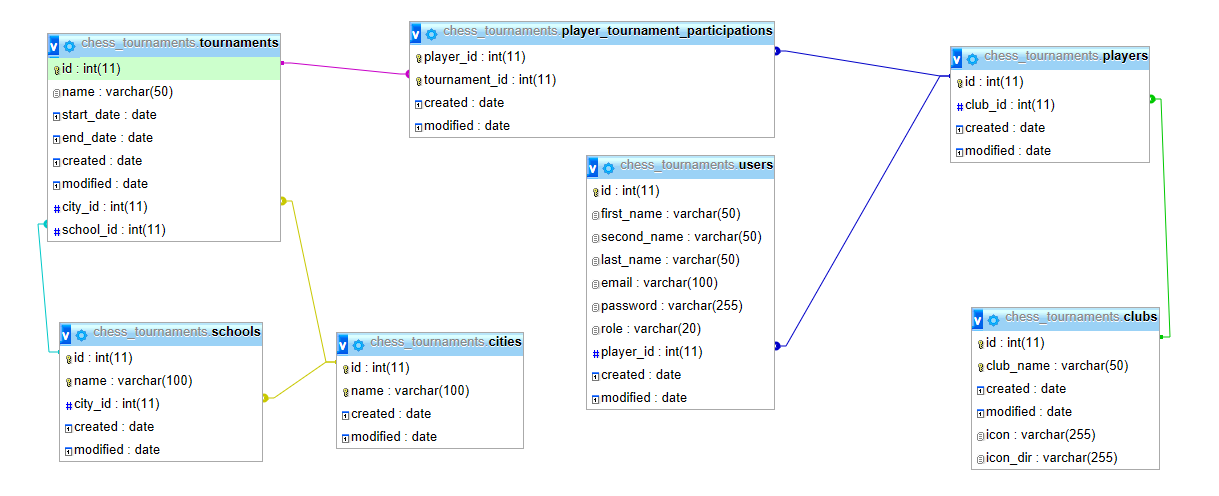 chess_tournaments.tournaments
id : int(11)
name : varchar(50)
start_date : date
end_date : date
created : date
modified : date
city_id : int(11)
school_id : int(11)
chess_tournaments.player_tournament_participations
player_id : int(11)
tournament_id : int(11)
created : date
modified : date
chess_tournaments.players
id : int(11)
club_id : int(11)
created : date
modified : date
chess_tournaments.users
id : int(11)
first_name : varchar(50)
second_name : varchar(50)
last_name : varchar(50)
email : varchar(100)
password : varchar(255)
role : varchar(20)
player_id : int(11)
created : date
modified : date
chess_tournaments.schools
id : int(11)
name : varchar(100)
city_id : int(11)
created : date
modified : date
chess_tournaments.cities
id : int(11)
name : varchar(100)
created : date
modified : date
chess_tournaments.clubs
id : int(11)
club_name : varchar(50)
created : date
modified : date
icon : varchar(255)
icon_dir : varchar(255)